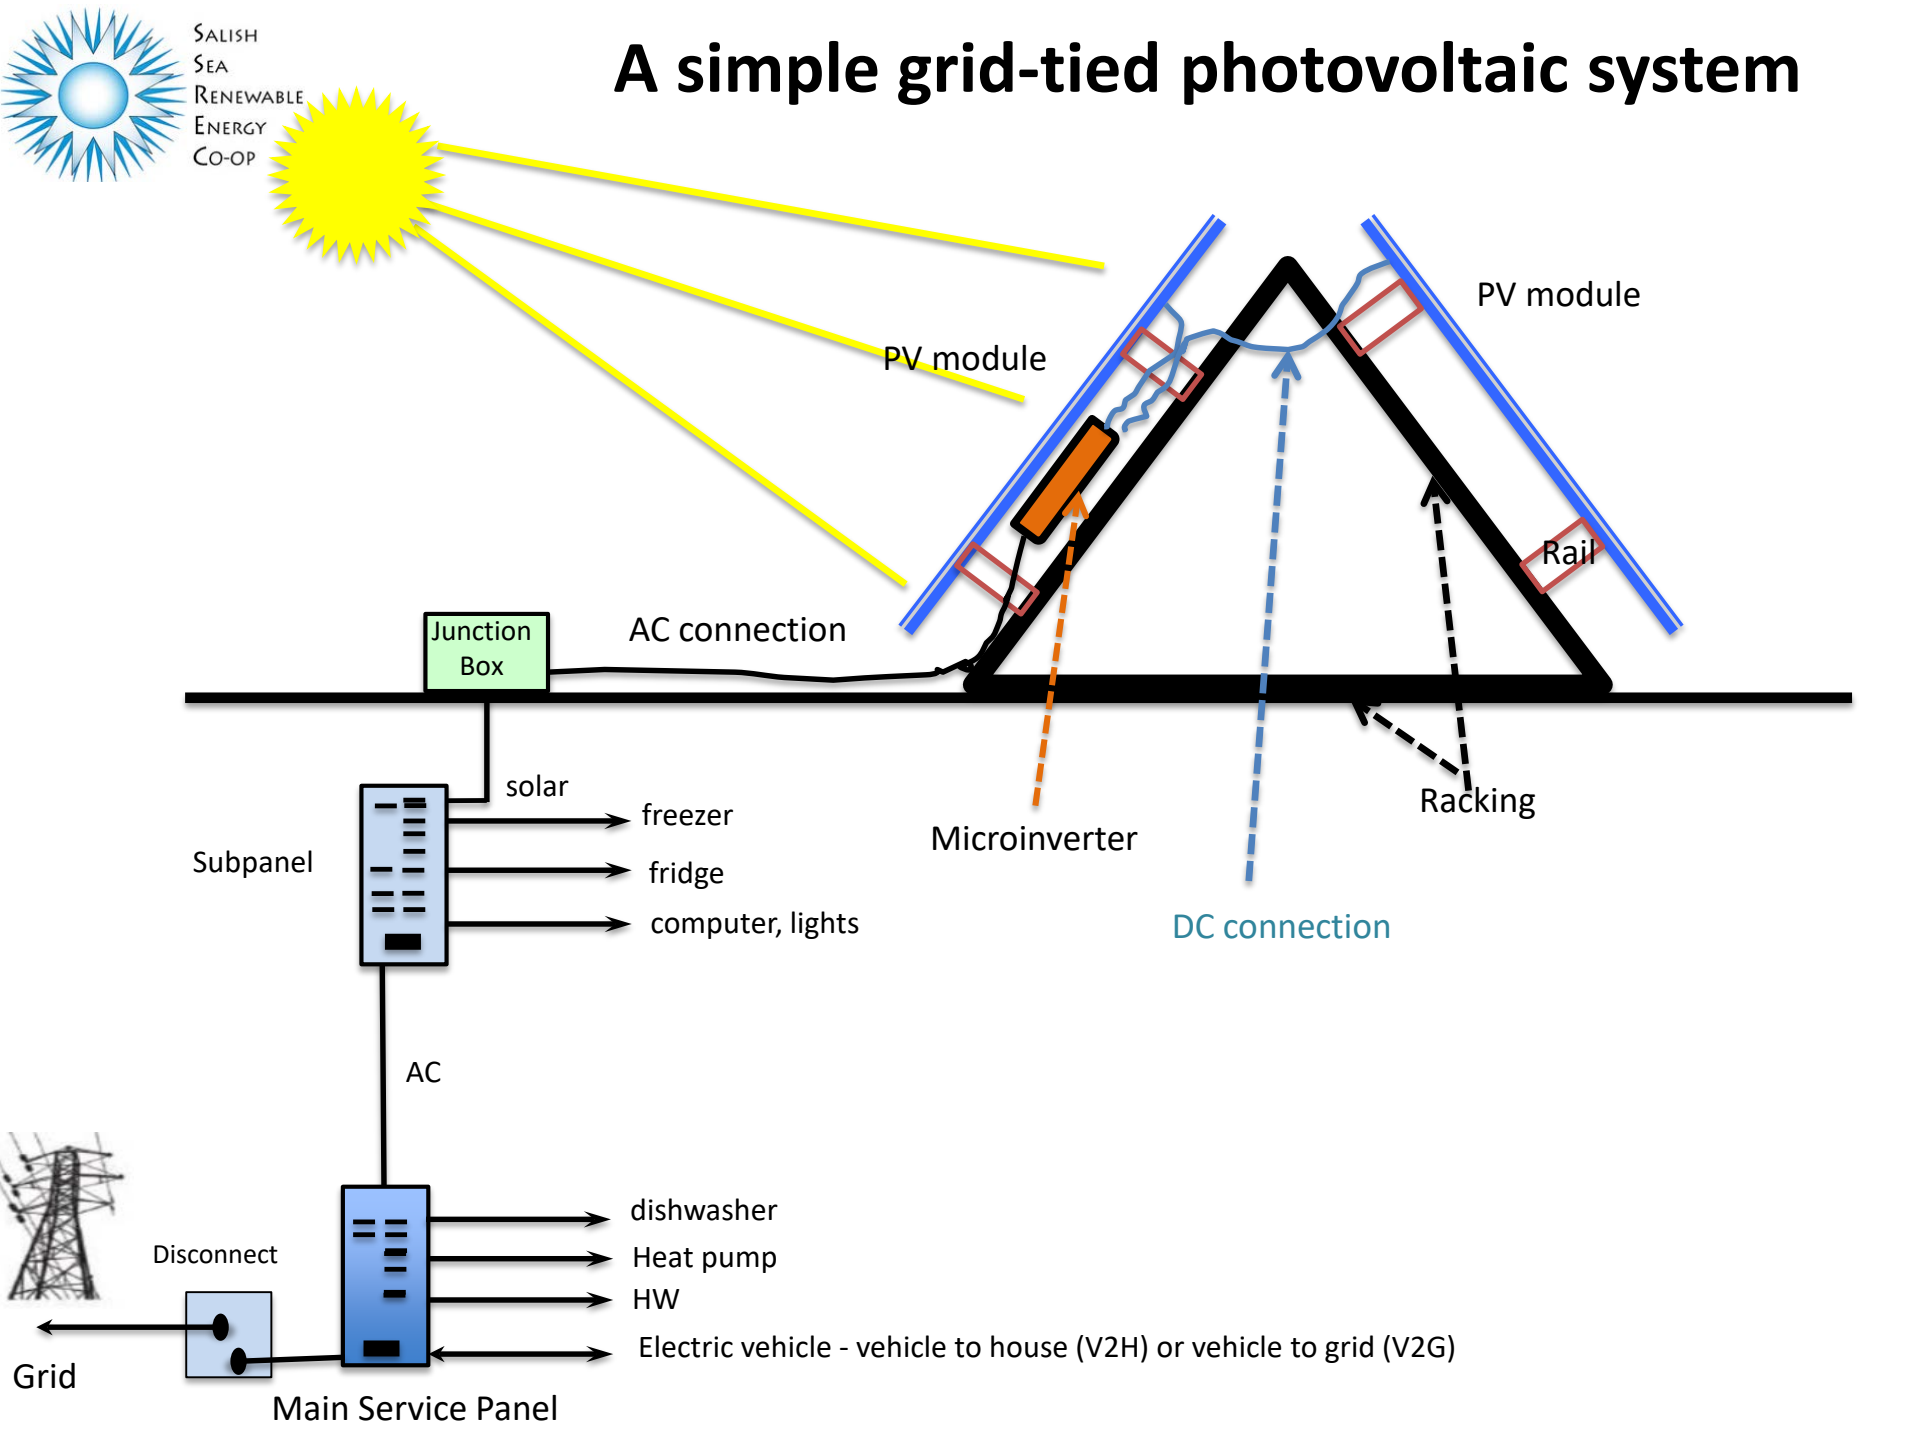 SALISH
SEA
RENEWABLE
ENERGY
CO-OP
A simple grid-tied photovoltaic system
PV module
PV module
Rail
Junction
Box
AC connection
solar
freezer
Subpanel
fridge
computer, lights
Racking
Microinverter
DC connection
AC
dishwasher
Disconnect
Heat pump
HW
Electric vehicle - vehicle to house (V2H) or vehicle to grid (V2G)
Grid
Main Service Panel